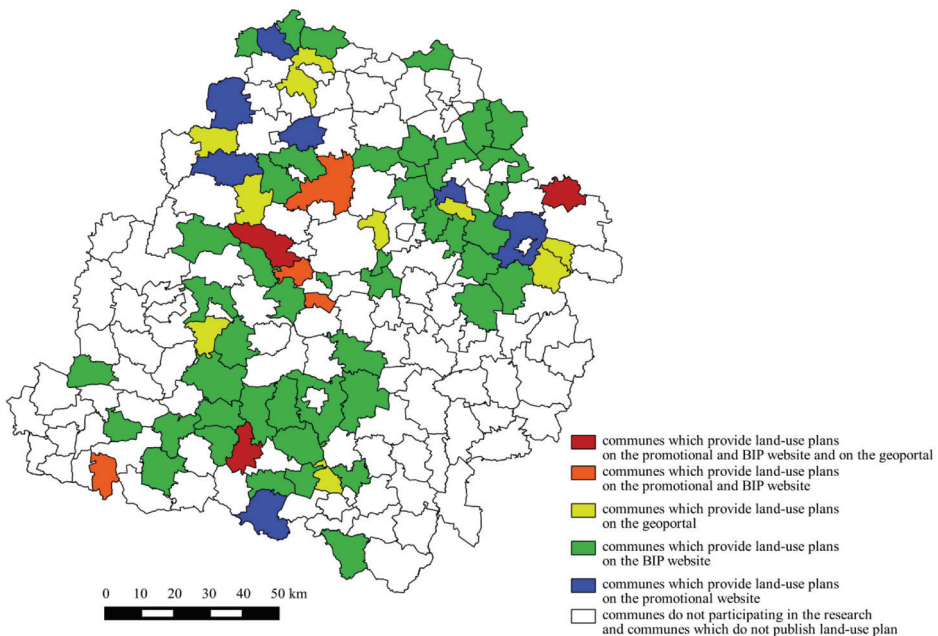 communes which provide land-use plans
on the promotional and BIP website and on the geoportal
communes which provide land-use plans
on the promotional and BIP website
communes which provide land-use plans
on the geoportal
communes which provide land-use plans
on the BIP website
communes which provide land-use plans
on the promotional website
communes do not participating in the research
and communes which do not publish land-use plan
0 10 20 30 40 50 km